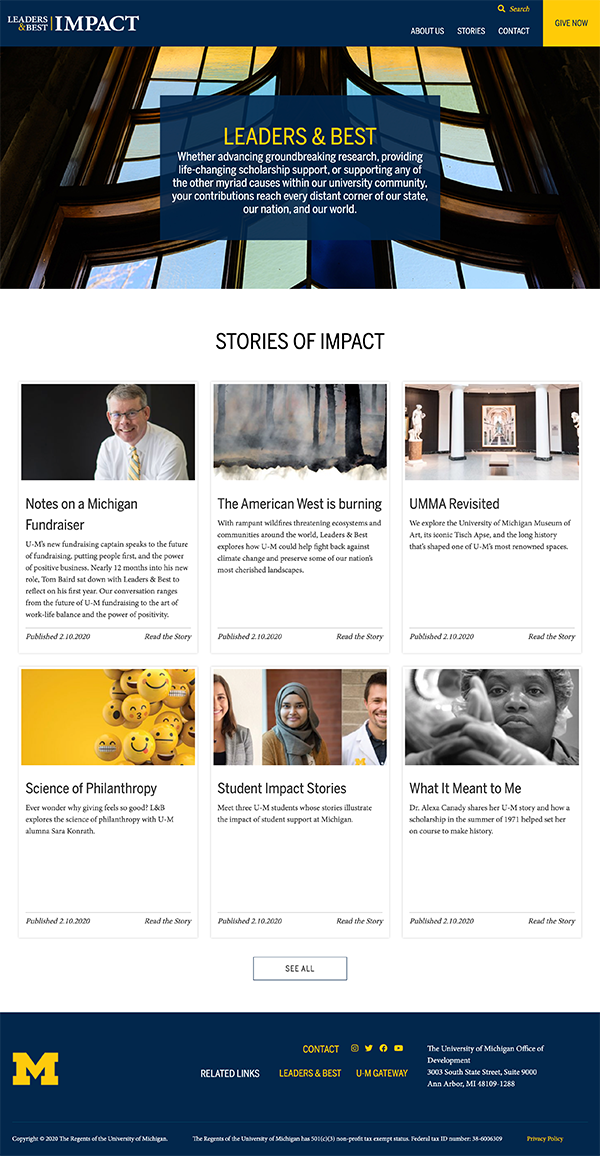 LEADERS
&BEST
IMPACT
Search
ABOUT US
STORIES
CONTACT
GIVE NOW
LEADERS & BEST
Whether advancing groundbreaking research, providing
life-changing scholarship support, or supporting any of
the other myriad causes within our university community,
your contributions reach every distant corner of our state,
our nation, and our world.
STORIES OF IMPACT
Notes on a Michigan
Fundraiser
U-M's new fundraising captain speaks to the future
of fundraising, putting people first, and the power
of positive business. Nearly 12 months into his new
role, Tom Baird sat down with Leaders & Best to
reflect on his first year. Our conversation ranges
from the future of U-M fundraising to the art of
work-life balance and the power of positivity.
Published 2.10.2020
Read the Story
The American West is burning
With rampant wildfires threatening ecosystems and
communities around the world, Leaders & Best
explores how U-M could help fight back against
climate change and preserve some of our nation's
most cherished landscapes.
Published 2.10.2020
Read the Story
UMMA Revisited
We explore the University of Michigan Museum of
Art, its iconic Tisch Apse, and the long history
that's shaped one of U-M's most renowned spaces.
Published 2.10.2020
Read the Story
Science of Philanthropy
Ever wonder why giving feels so good? L&B
explores the science of philanthropy with U-M
alumna Sara Konrath.
Published 2.10.2020
Read the Story
Student Impact Stories
Meet three U-M students whose stories illustrate
the impact of student support at Michigan.
Published 2.10.2020
Read the Story
What It Meant to Me
Dr. Alexa Canady shares her U-M story and how a
scholarship in the summer of 1971 helped set her
on course to make history.
Published 2.10.2020
Read the Story
SEE ALL
M
CONTACT
RELATED LINKS
LEADERS & BEST
U-M GATEWAY
The University of Michigan Office of
Development
3003 South State Street, Suite 9000
Ann Arbor, MI 48109-1288
Copyright © 2020 The Regents of the University of Michigan.
The Regents of the University of Michigan has 501(c)(3) non-profit tax exempt status. Federal tax ID number: 38-6006309
Privacy Policy